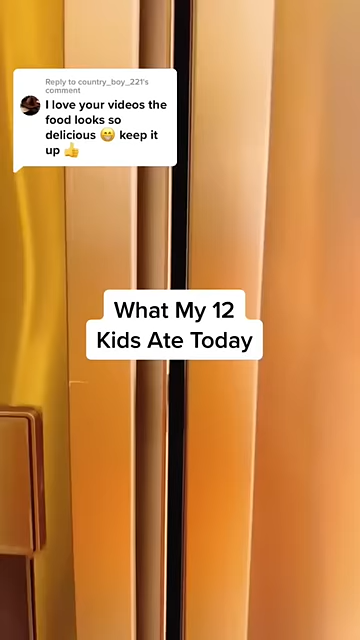 Reply to country_boy_221's
comment
I love your videos the
food looks so
delicious 😁 keep it
up 👍
What My 12
Kids Ate Today